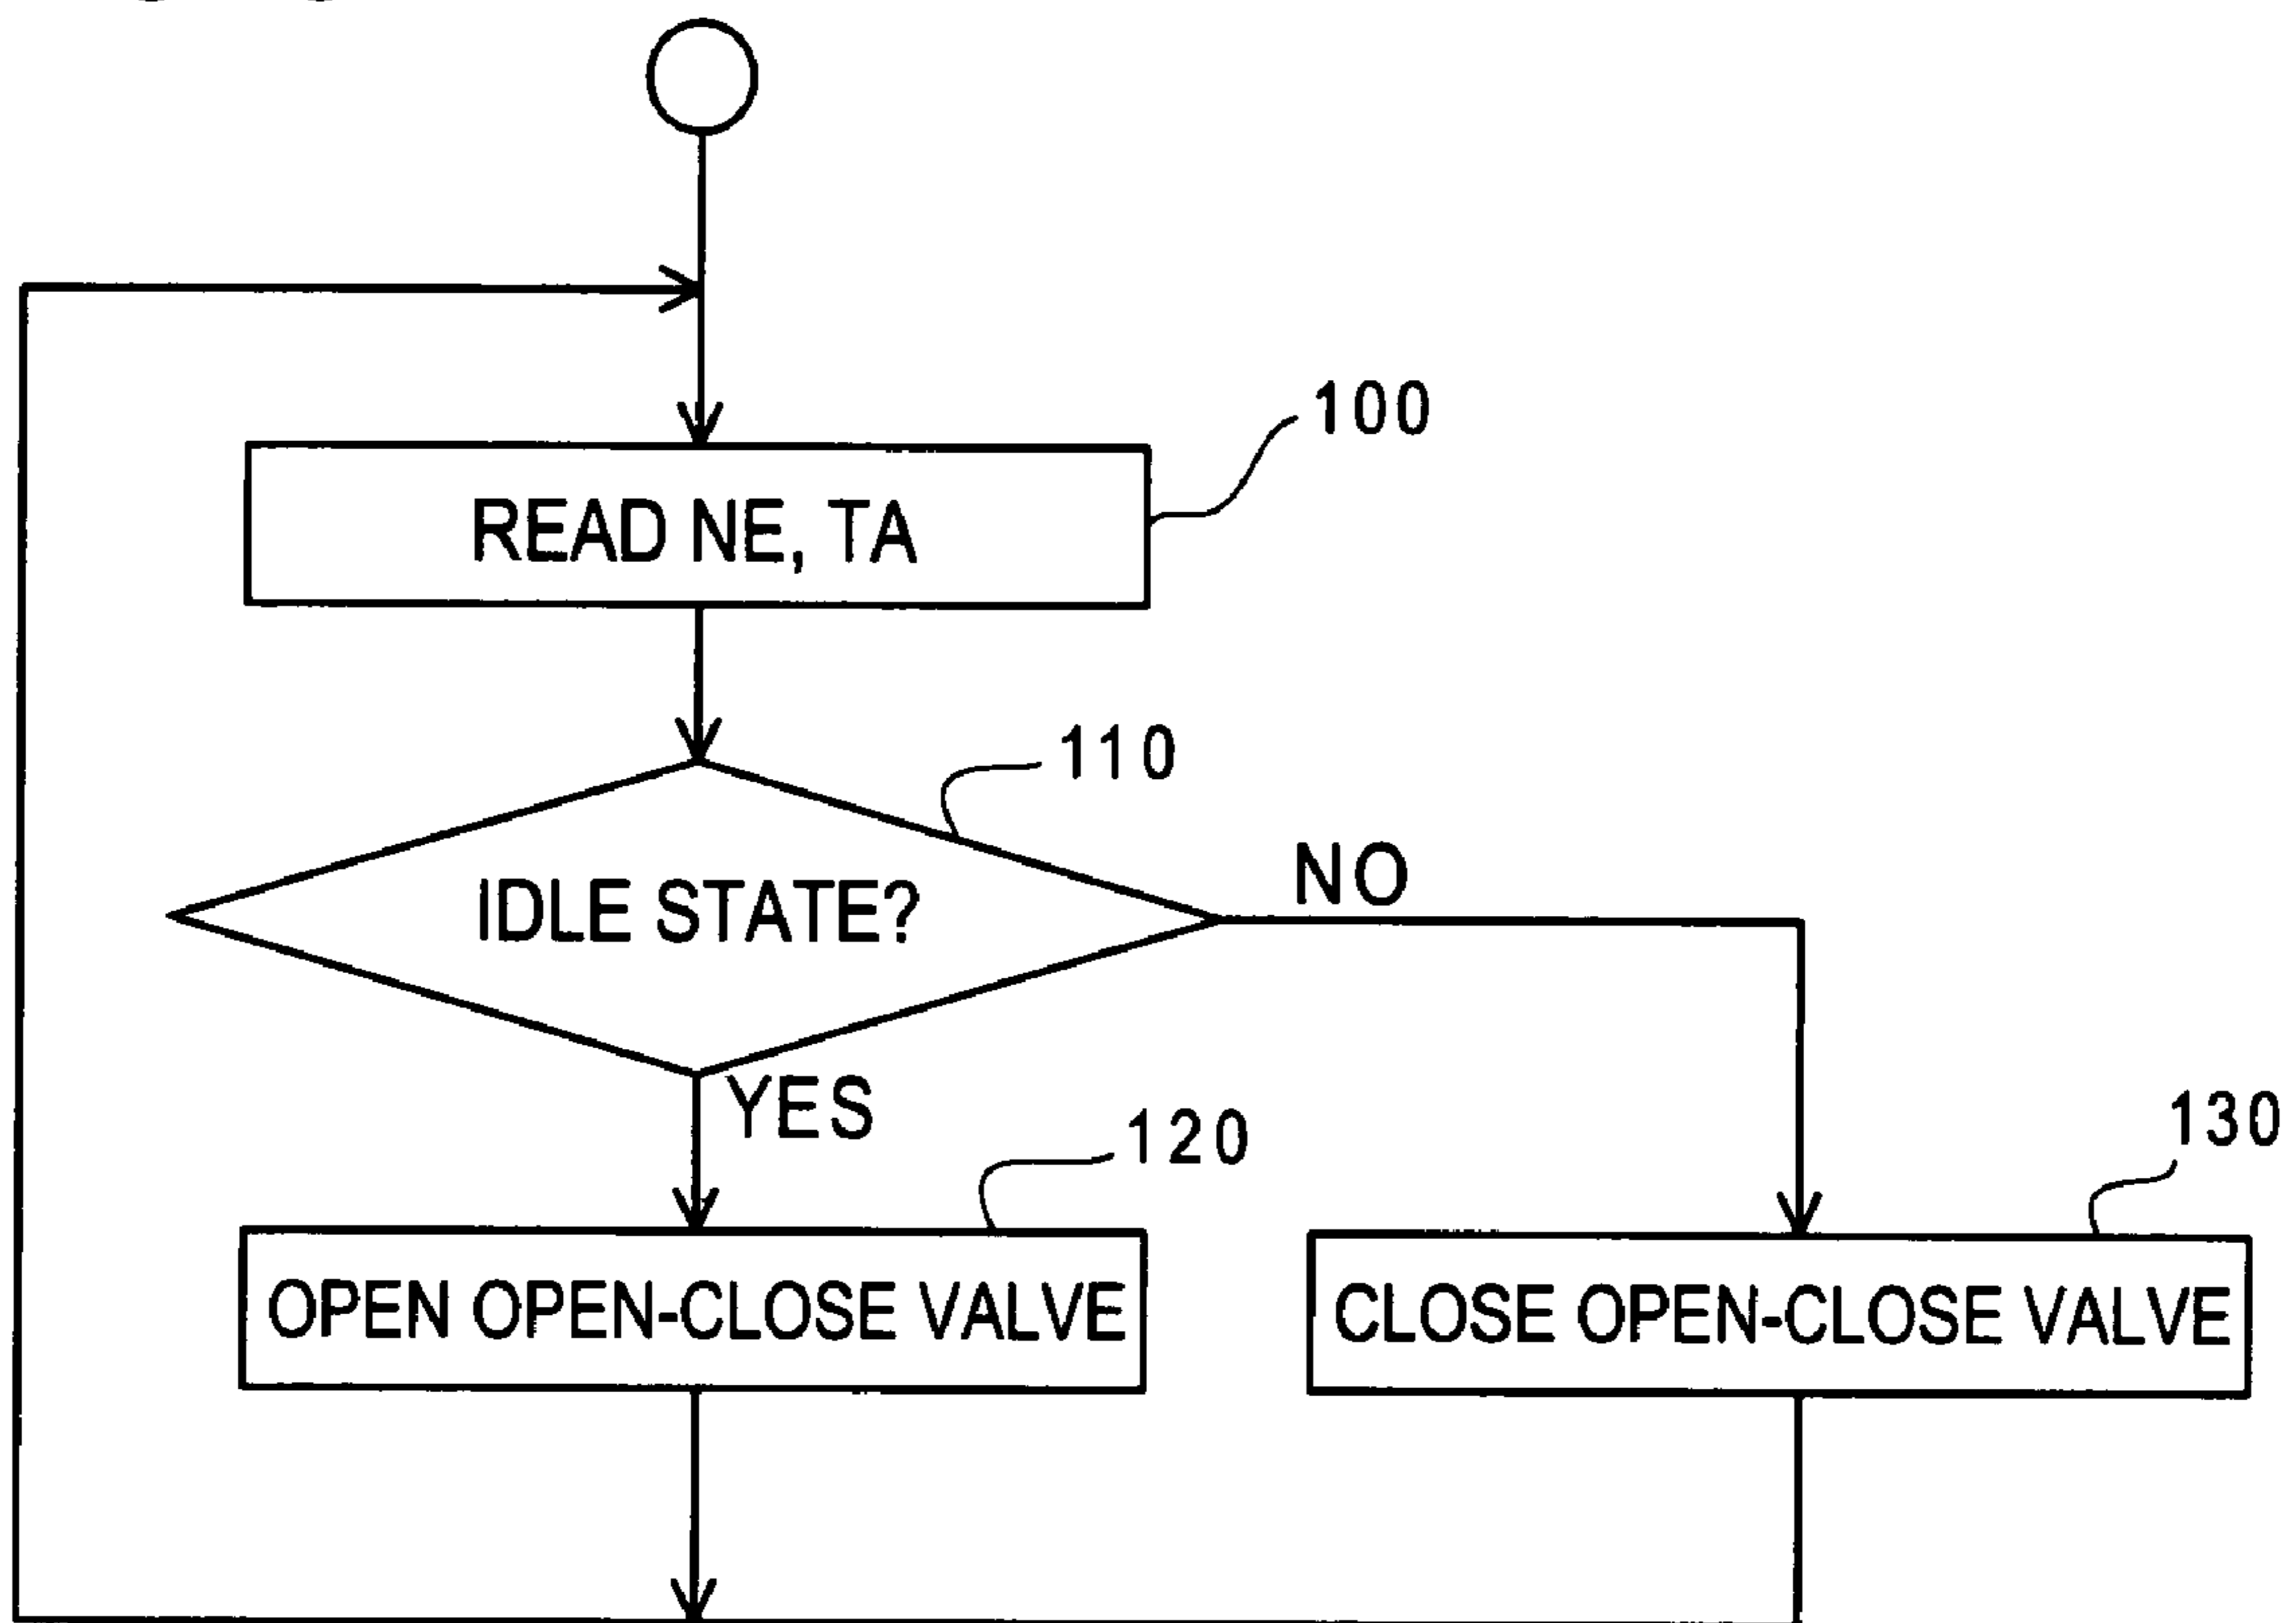 100
READ NE, TA
110
IDLE STATE?
NO
YES
120
130
OPEN OPEN-CLOSE VALVE
CLOSE OPEN-CLOSE VALVE